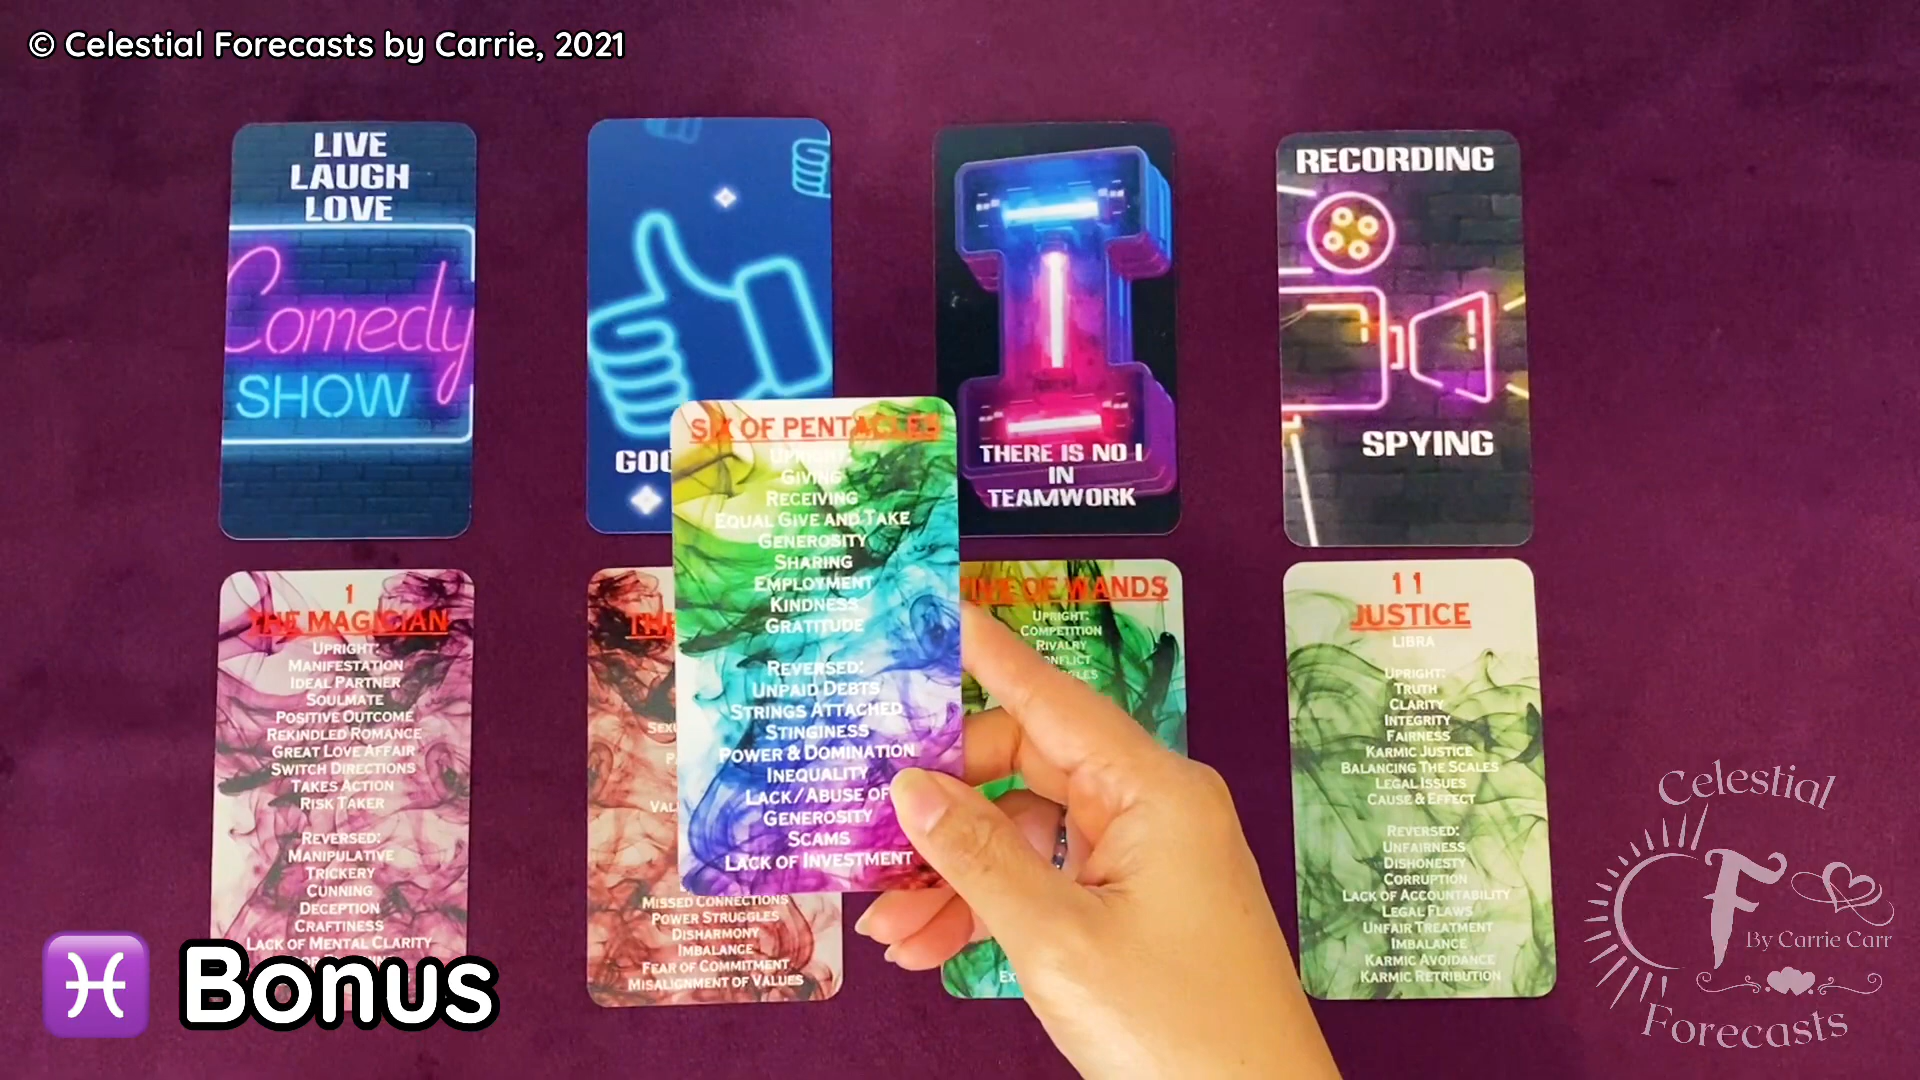 © Celestial Forecasts by Carrie, 2021
LIVE
LAUGH
LOVE
Comedy
SHOW
THERE IS NO I
IN
TEAMWORK
RECORDING
SPYING
SIX OF PENTACLES
UPRIGHT:
GIVING
RECEIVING
EQUAL GIVE AND TAKE
GENEROSITY
SHARING
EMPLOYMENT
KINDNESS
GRATITUDE
REVERSED:
UNPAID DEBTS
STRINGS ATTACHED
STINGINESS
POWER & DOMINATION
INEQUALITY
LACK/ABUSE OF
GENEROSITY
SCAMS
LACK OF INVESTMENT
1
THE MAGICIAN
UPRIGHT:
MANIFESTATION
IDEAL PARTNER
SOULMATE
POSITIVE OUTCOME
REKINDLED ROMANCE
GREAT LOVE AFFAIR
SWITCH DIRECTIONS
TAKES ACTION
RISK TAKER
REVERSED:
MANIPULATIVE
TRICKERY
CUNNING
DECEPTION
CRAFTINESS
LACK OF MENTAL CLARITY
MISSED CONNECTIONS
POWER STRUGGLES
DISHARMONY
IMBALANCE
FEAR OF COMMITMENT
MISALIGNMENT OF VALUES
OF WANDS
UPRIGHT:
COMPETITION
RIVALRY
11
JUSTICE
LIBRA
UPRIGHT:
TRUTH
CLARITY
INTEGRITY
FAIRNESS
KARMIC JUSTICE
BALANCING THE SCALES
LEGAL ISSUES
CAUSE & EFFECT
REVERSED:
UNFAIRNESS
DISHONESTY
CORRUPTION
LACK OF ACCOUNTABILITY
LEGAL FLAWS
UNFAIR TREATMENT
IMBALANCE
KARMIC AVOIDANCE
KARMIC RETRIBUTION
♓ Bonus
Celestial
F
By Carrie Carr
Forecasts